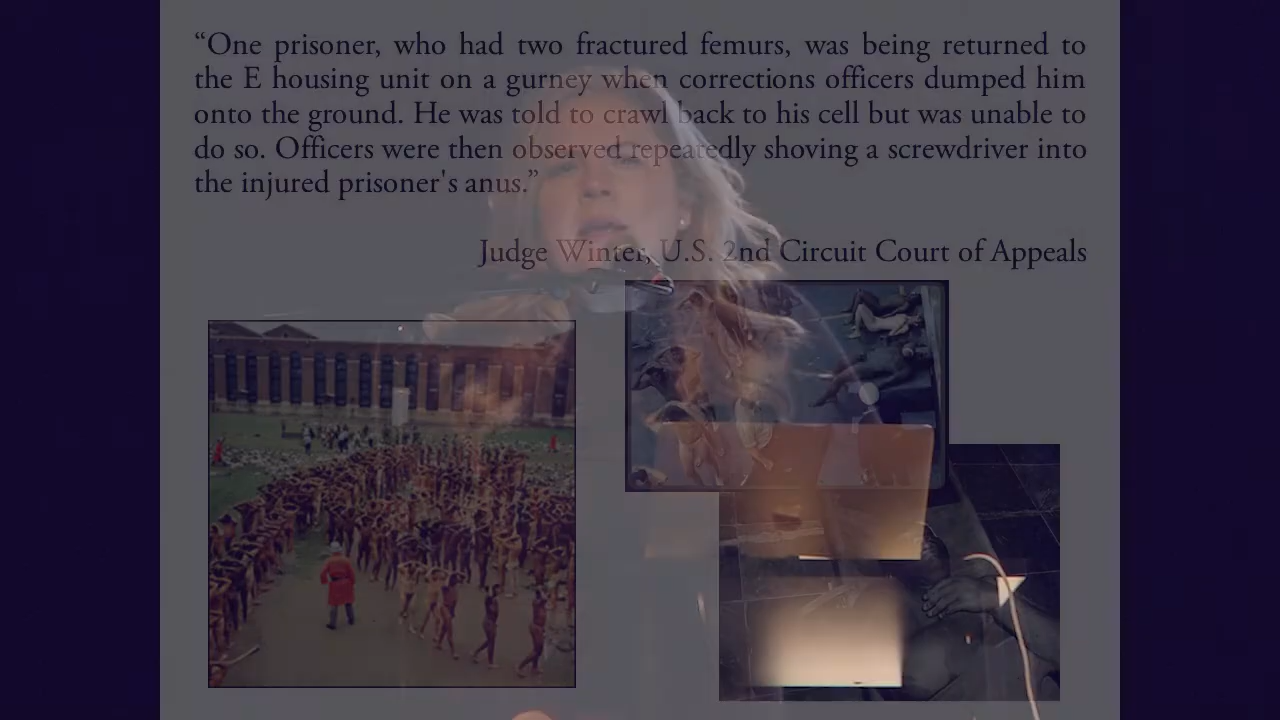 “One prisoner, who had two fractured femurs, was being returned to
the E housing unit on a gurney when corrections officers dumped him
onto the ground. He was told to crawl back to his cell but was unable to
do so. Officers were then observed repeatedly shoving a screwdriver into
the injured prisoner's anus.”
Judge Winter, U.S. 2nd Circuit Court of Appeals